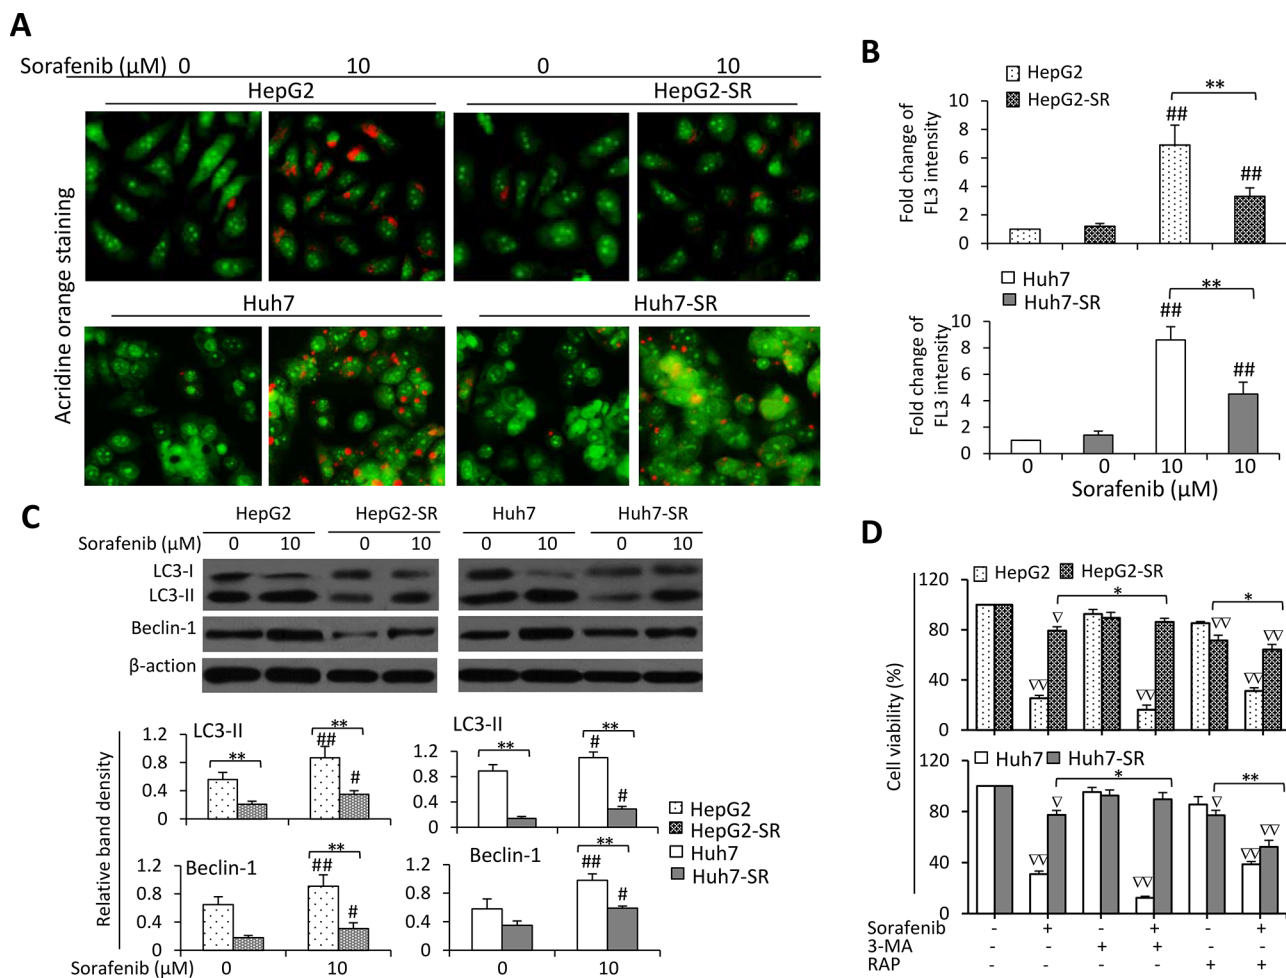 A
Sorafenib (µM) 0 10 0 10
HepG2 HepG2-SR
Acridine orange staining
Huh7 Huh7-SR
B
HepG2
HepG2-SR
**
10
8
6
4
2
0
Fold change of
FL3 intensity
##
##
Huh7
Huh7-SR
**
10
8
6
4
2
0
Fold change of
FL3 intensity
##
##
0 0 10 10
Sorafenib (µM)
C
HepG2 HepG2-SR Huh7 Huh7-SR
Sorafenib (µM) 0 10 0 10 0 10 0 10
LC3-I
LC3-II
Beclin-1
β-action
Relative band density
LC3-II
1.2
0.8
0.4
0
**
**
##
#
LC3-II
1.2
0.8
0.4
0
**
**
#
#
Beclin-1
1.2
0.8
0.4
0
**
##
#
Beclin-1
1.2
0.8
0.4
0
**
##
#
HepG2
HepG2-SR
Huh7
Huh7-SR
Sorafenib (µM) 0 10 0 10
D
Cell viability (%)
HepG2 HepG2-SR
120
80
40
0
* *
▽▽ ▽ ▽▽ ▽▽ ▽▽ ▽▽
Huh7 Huh7-SR
120
80
40
0
* **
▽▽ ▽ ▽▽ ▽ ▽▽ ▽▽
Sorafenib - + - + - +
3-MA - - + + - -
RAP - - - - + +